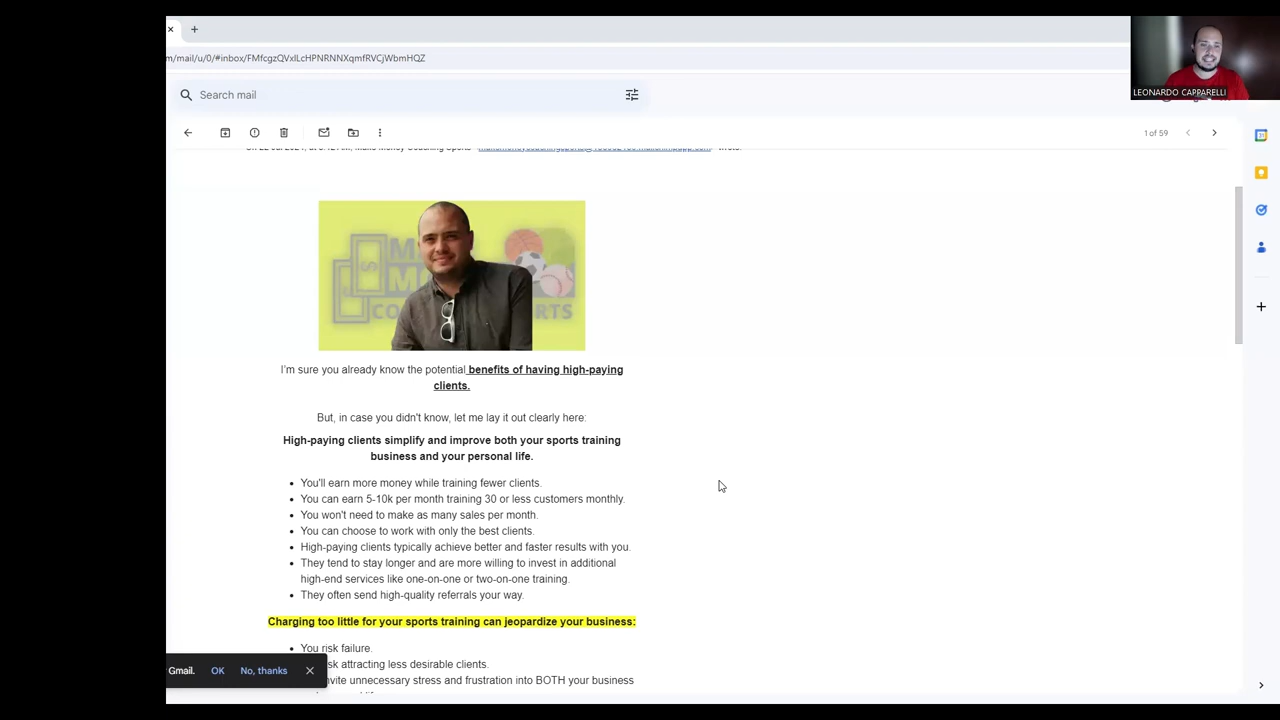 m/mail/u/0/#inbox/FMfcgzQVxlLcHPNRNNXqmfRVCjWbmHQZ
LEONARDO CAPPARELLI
Search mail
1 of 59
wrote:
I'm sure you already know the potential benefits of having high-paying
clients.
But, in case you didn't know, let me lay it out clearly here:
High-paying clients simplify and improve both your sports training
business and your personal life.
You'll earn more money while training fewer clients.
You can earn 5-10k per month training 30 or less customers monthly.
You won't need to make as many sales per month.
You can choose to work with only the best clients.
High-paying clients typically achieve better and faster results with you.
They tend to stay longer and are more willing to invest in additional
high-end services like one-on-one or two-on-one training.
They often send high-quality referrals your way.
Charging too little for your sports training can jeopardize your business:
You risk failure.
sk attracting less desirable clients.
Gmail. OK No, thanks
nvite unnecessary stress and frustration into BOTH your business